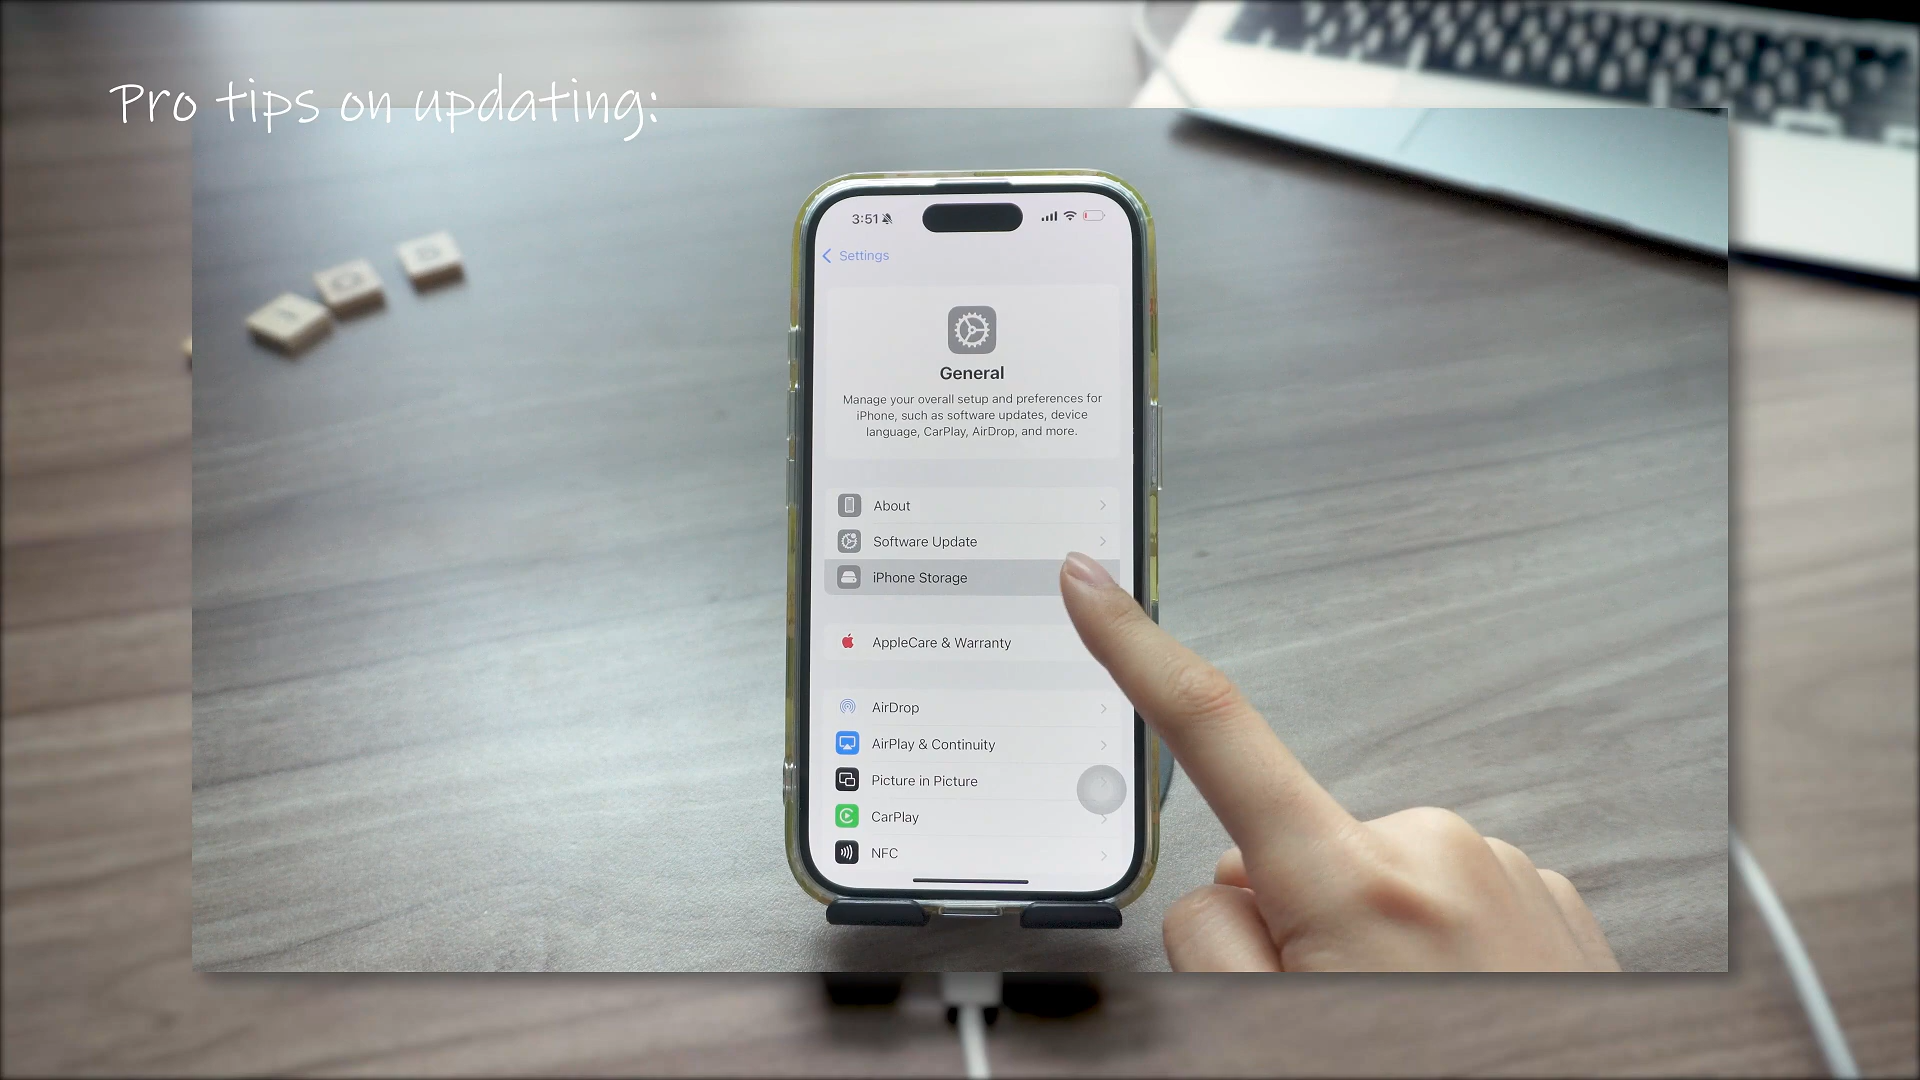 Pro tips on updating:
3:51
Settings
General
Manage your overall setup and preferences for
iPhone, such as software updates, device
language, CarPlay, AirDrop, and more.
About
Software Update
iPhone Storage
AppleCare & Warranty
AirDrop
AirPlay & Continuity
Picture in Picture
CarPlay
NFC